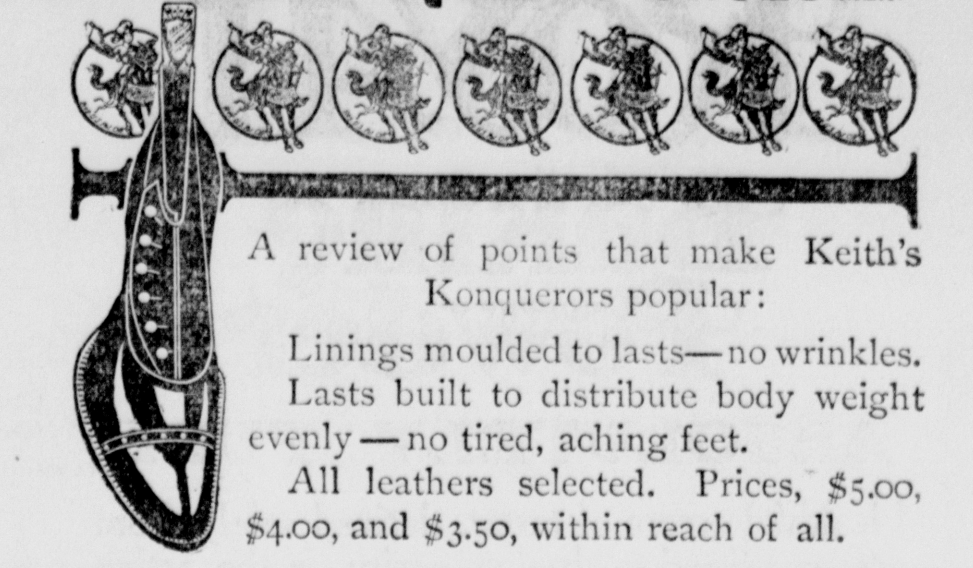 A review of points that make Keith's
Konquerors popular:
Linings moulded to lasts—no wrinkles.
Lasts built to distribute body weight
evenly—no tired, aching feet.
All leathers selected. Prices, $5.00,
$4.00, and $3.50, within reach of all.